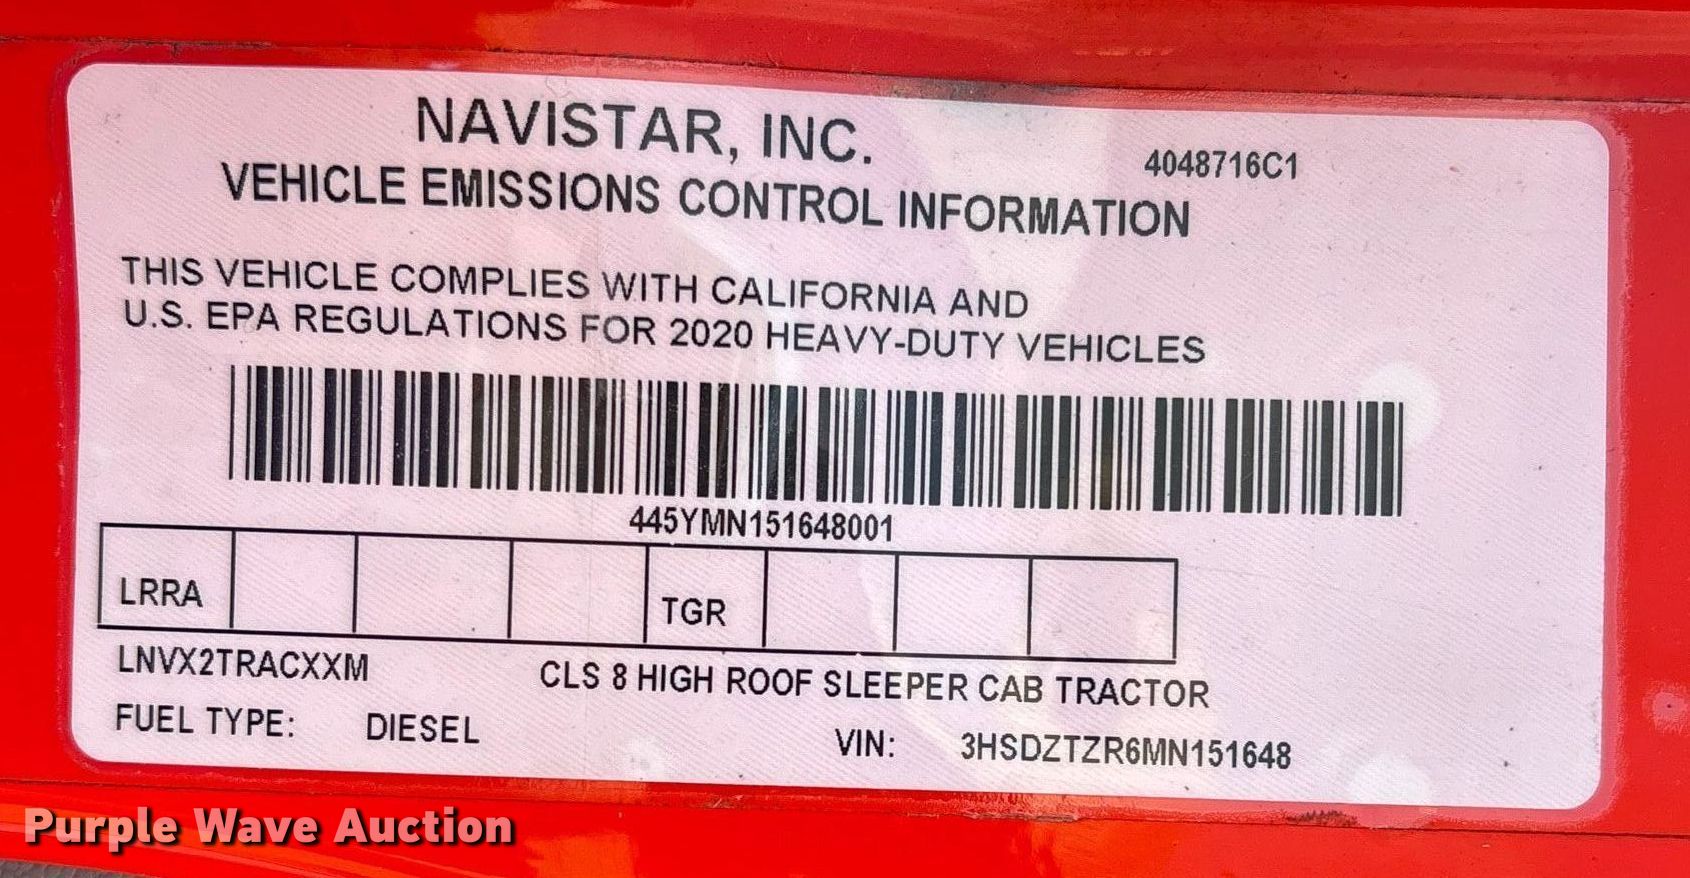 NAVISTAR, INC.
4048716C1
VEHICLE EMISSIONS CONTROL INFORMATION
THIS VEHICLE COMPLIES WITH CALIFORNIA AND
U.S. EPA REGULATIONS FOR 2020 HEAVY-DUTY VEHICLES
445YMN151648001
LRRA TGR
LNVX2TRACXXM CLS 8 HIGH ROOF SLEEPER CAB TRACTOR
FUEL TYPE: DIESEL VIN: 3HSDZTZR6MN151648
Purple Wave Auction